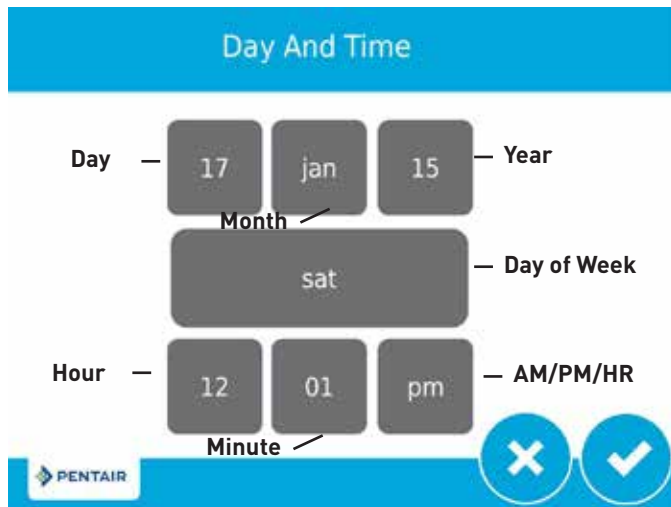 Day And Time
Day 17 jan 15 Year
Month
sat Day of Week
Hour 12 01 pm AM/PM/HR
Minute
PENTAIR